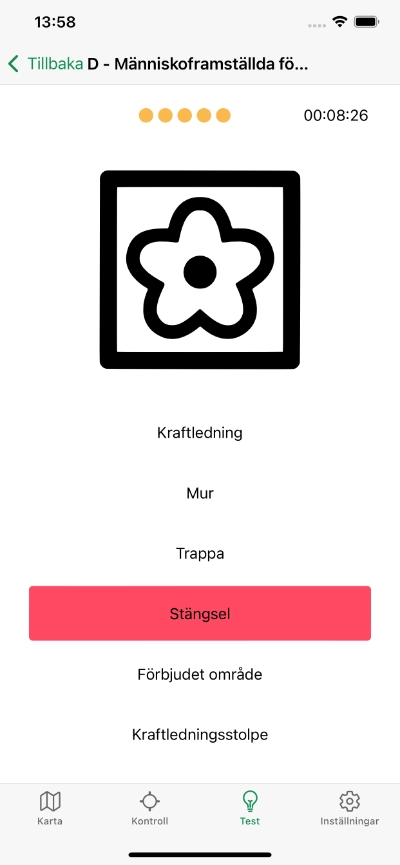 13:58
Tillbaka D - Människoframställda fö...
00:08:26
Kraftledning
Mur
Trappa
Stängsel
Förbjudet område
Kraftledningsstolpe
Karta Kontroll Test Inställningar